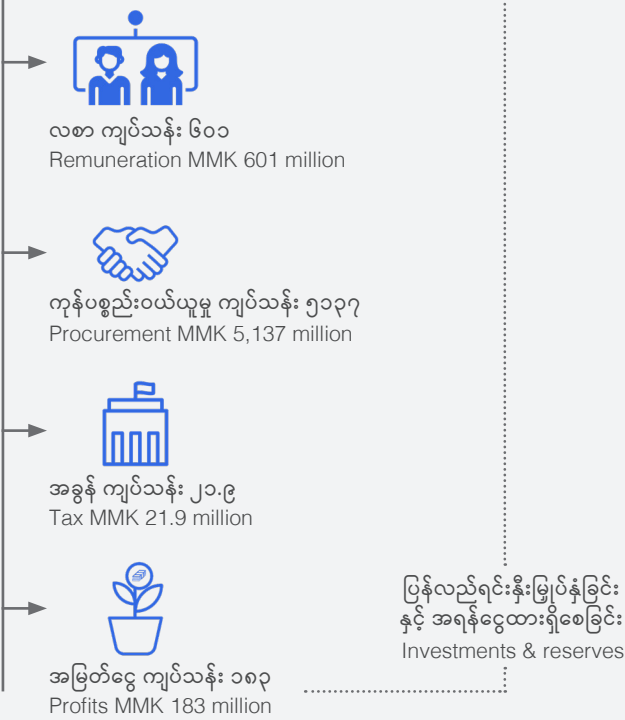 လစာ ကျပ်သန်း ၆၀၁
Remuneration MMK 601 million
ကုန်ပစ္စည်းဝယ်ယူမှု ကျပ်သန်း ၅၁၃၇
Procurement MMK 5,137 million
အခွန် ကျပ်သန်း ၂၁.၉
Tax MMK 21.9 million
အမြတ်ငွေ ကျပ်သန်း ၁၈၃
Profits MMK 183 million
ပြန်လည်ရင်းနှီးမြှုပ်နှံခြင်း
နှင့် အရန်ငွေထားရှိစေခြင်း
Investments & reserves